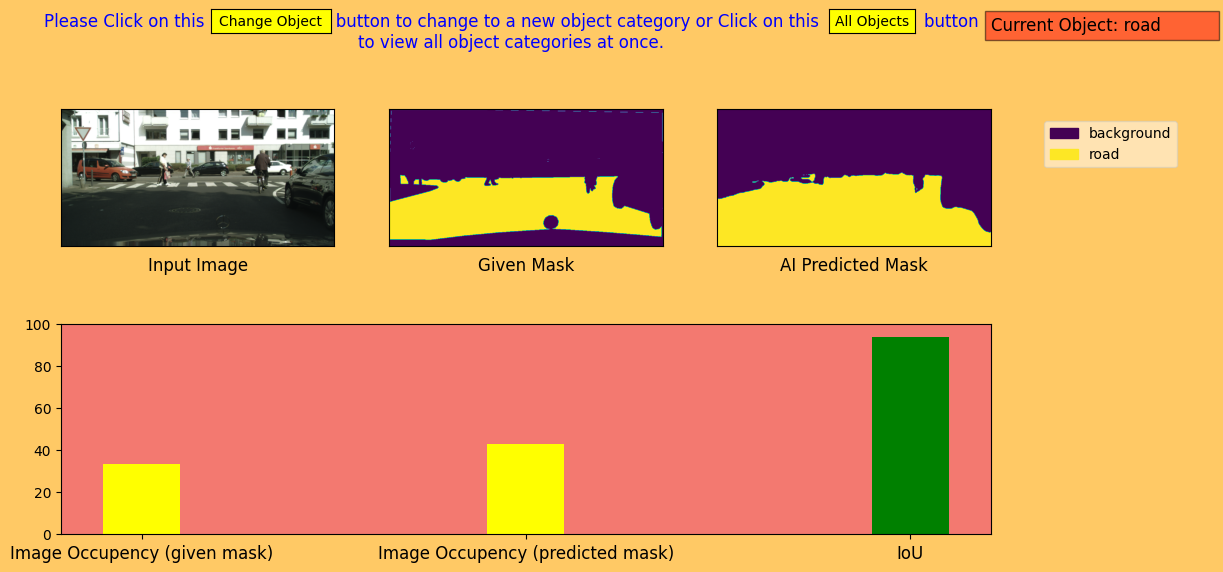 Please Click on this Change Object button to change to a new object category or Click on this All Objects button
to view all object categories at once.
Current Object: road
background
road
Input Image
Given Mask
AI Predicted Mask
100
80
60
40
20
0
Image Occupancy (given mask)
Image Occupancy (predicted mask)
IoU